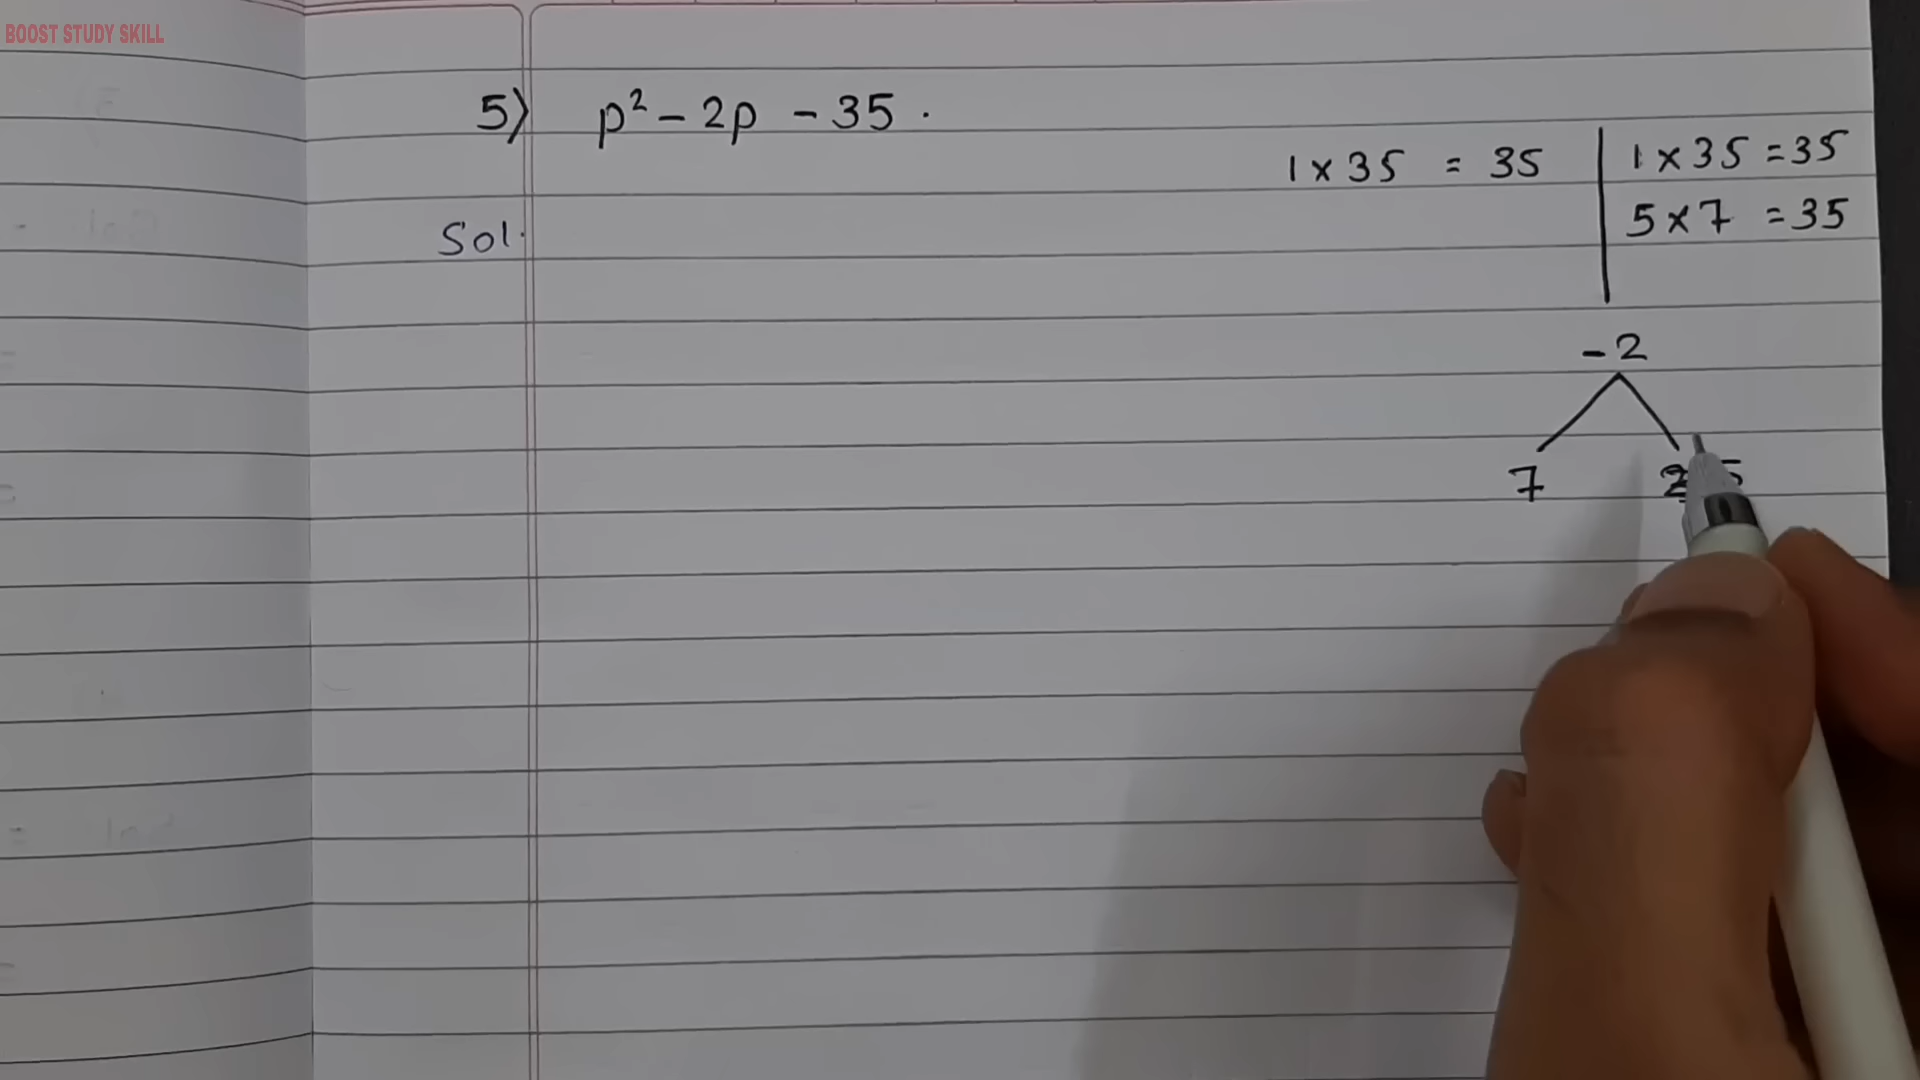 BOOST STUDY SKILL
5) p² - 2p - 35 .
1 x 35 = 35
1 x 35 = 35
5 x 7 = 35
Sol.
- 2
7 5